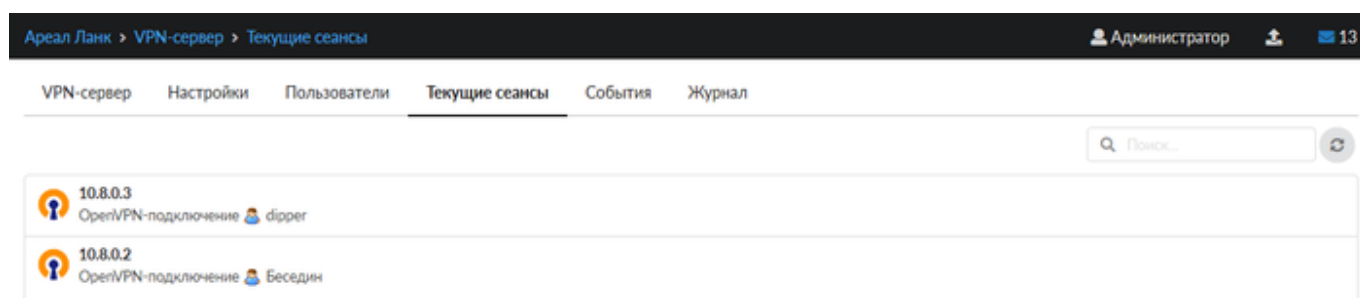 Ареал Ланк > VPN-сервер > Текущие сеансы Администратор 13
VPN-сервер Настройки Пользователи Текущие сеансы События Журнал
Поиск...
10.8.0.3
OpenVPN-подключение dipper
10.8.0.2
OpenVPN-подключение Беседин